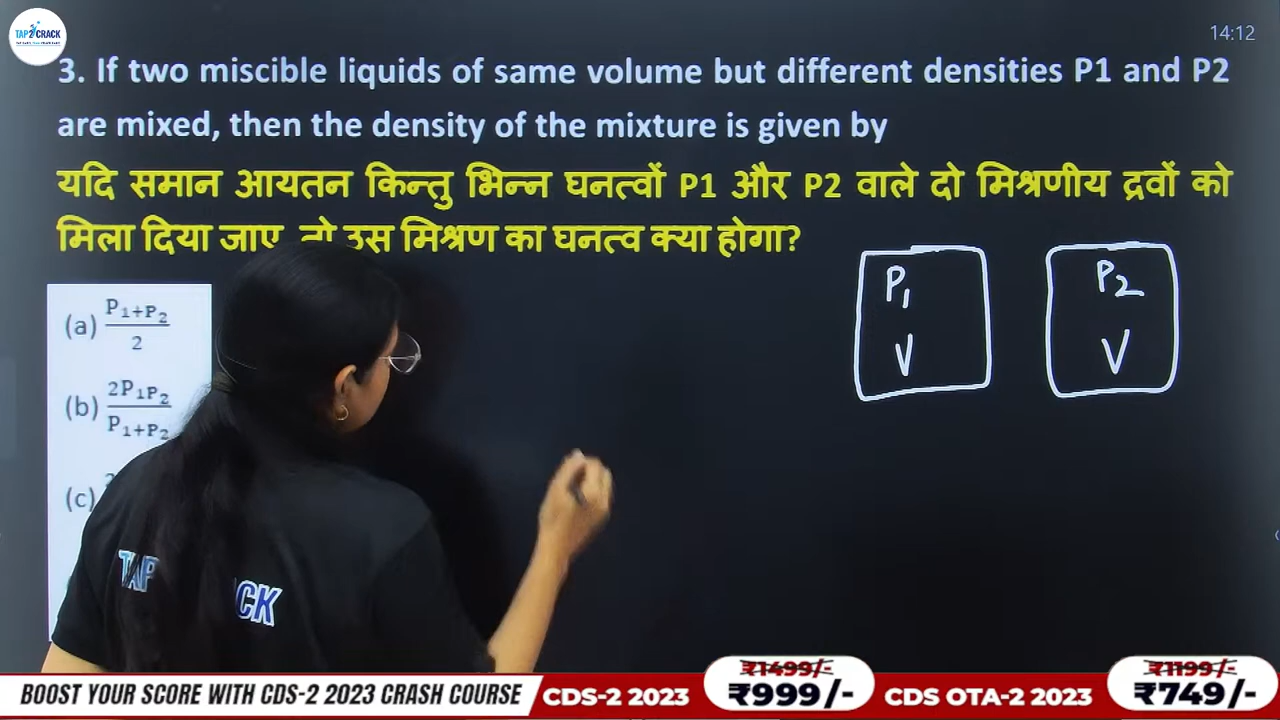 TAP2CRACK
14:12
3. If two miscible liquids of same volume but different densities P1 and P2
are mixed, then the density of the mixture is given by
यदि समान आयतन किन्तु भिन्न घनत्वों P1 और P2 वाले दो मिश्रणीय द्रवों को
मिला दिया जाए, तो उस मिश्रण का घनत्व क्या होगा?
P1 P2
V V
(a) P1+P2
2
(b) 2P1P2
P1+P2
(c)
TAP CK
₹1499/- ₹1199/-
BOOST YOUR SCORE WITH CDS-2 2023 CRASH COURSE CDS-2 2023 ₹999/- CDS OTA-2 2023 ₹749/-